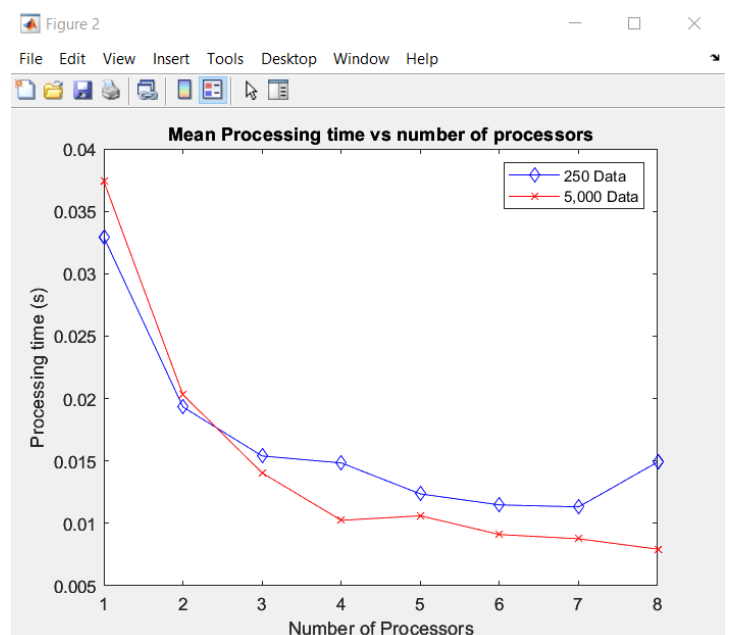 Figure 2
File Edit View Insert Tools Desktop Window Help
Mean Processing time vs number of processors
250 Data
5,000 Data
0.04
0.035
0.03
0.025
0.02
0.015
0.01
0.005
Processing time (s)
1 2 3 4 5 6 7 8
Number of Processors